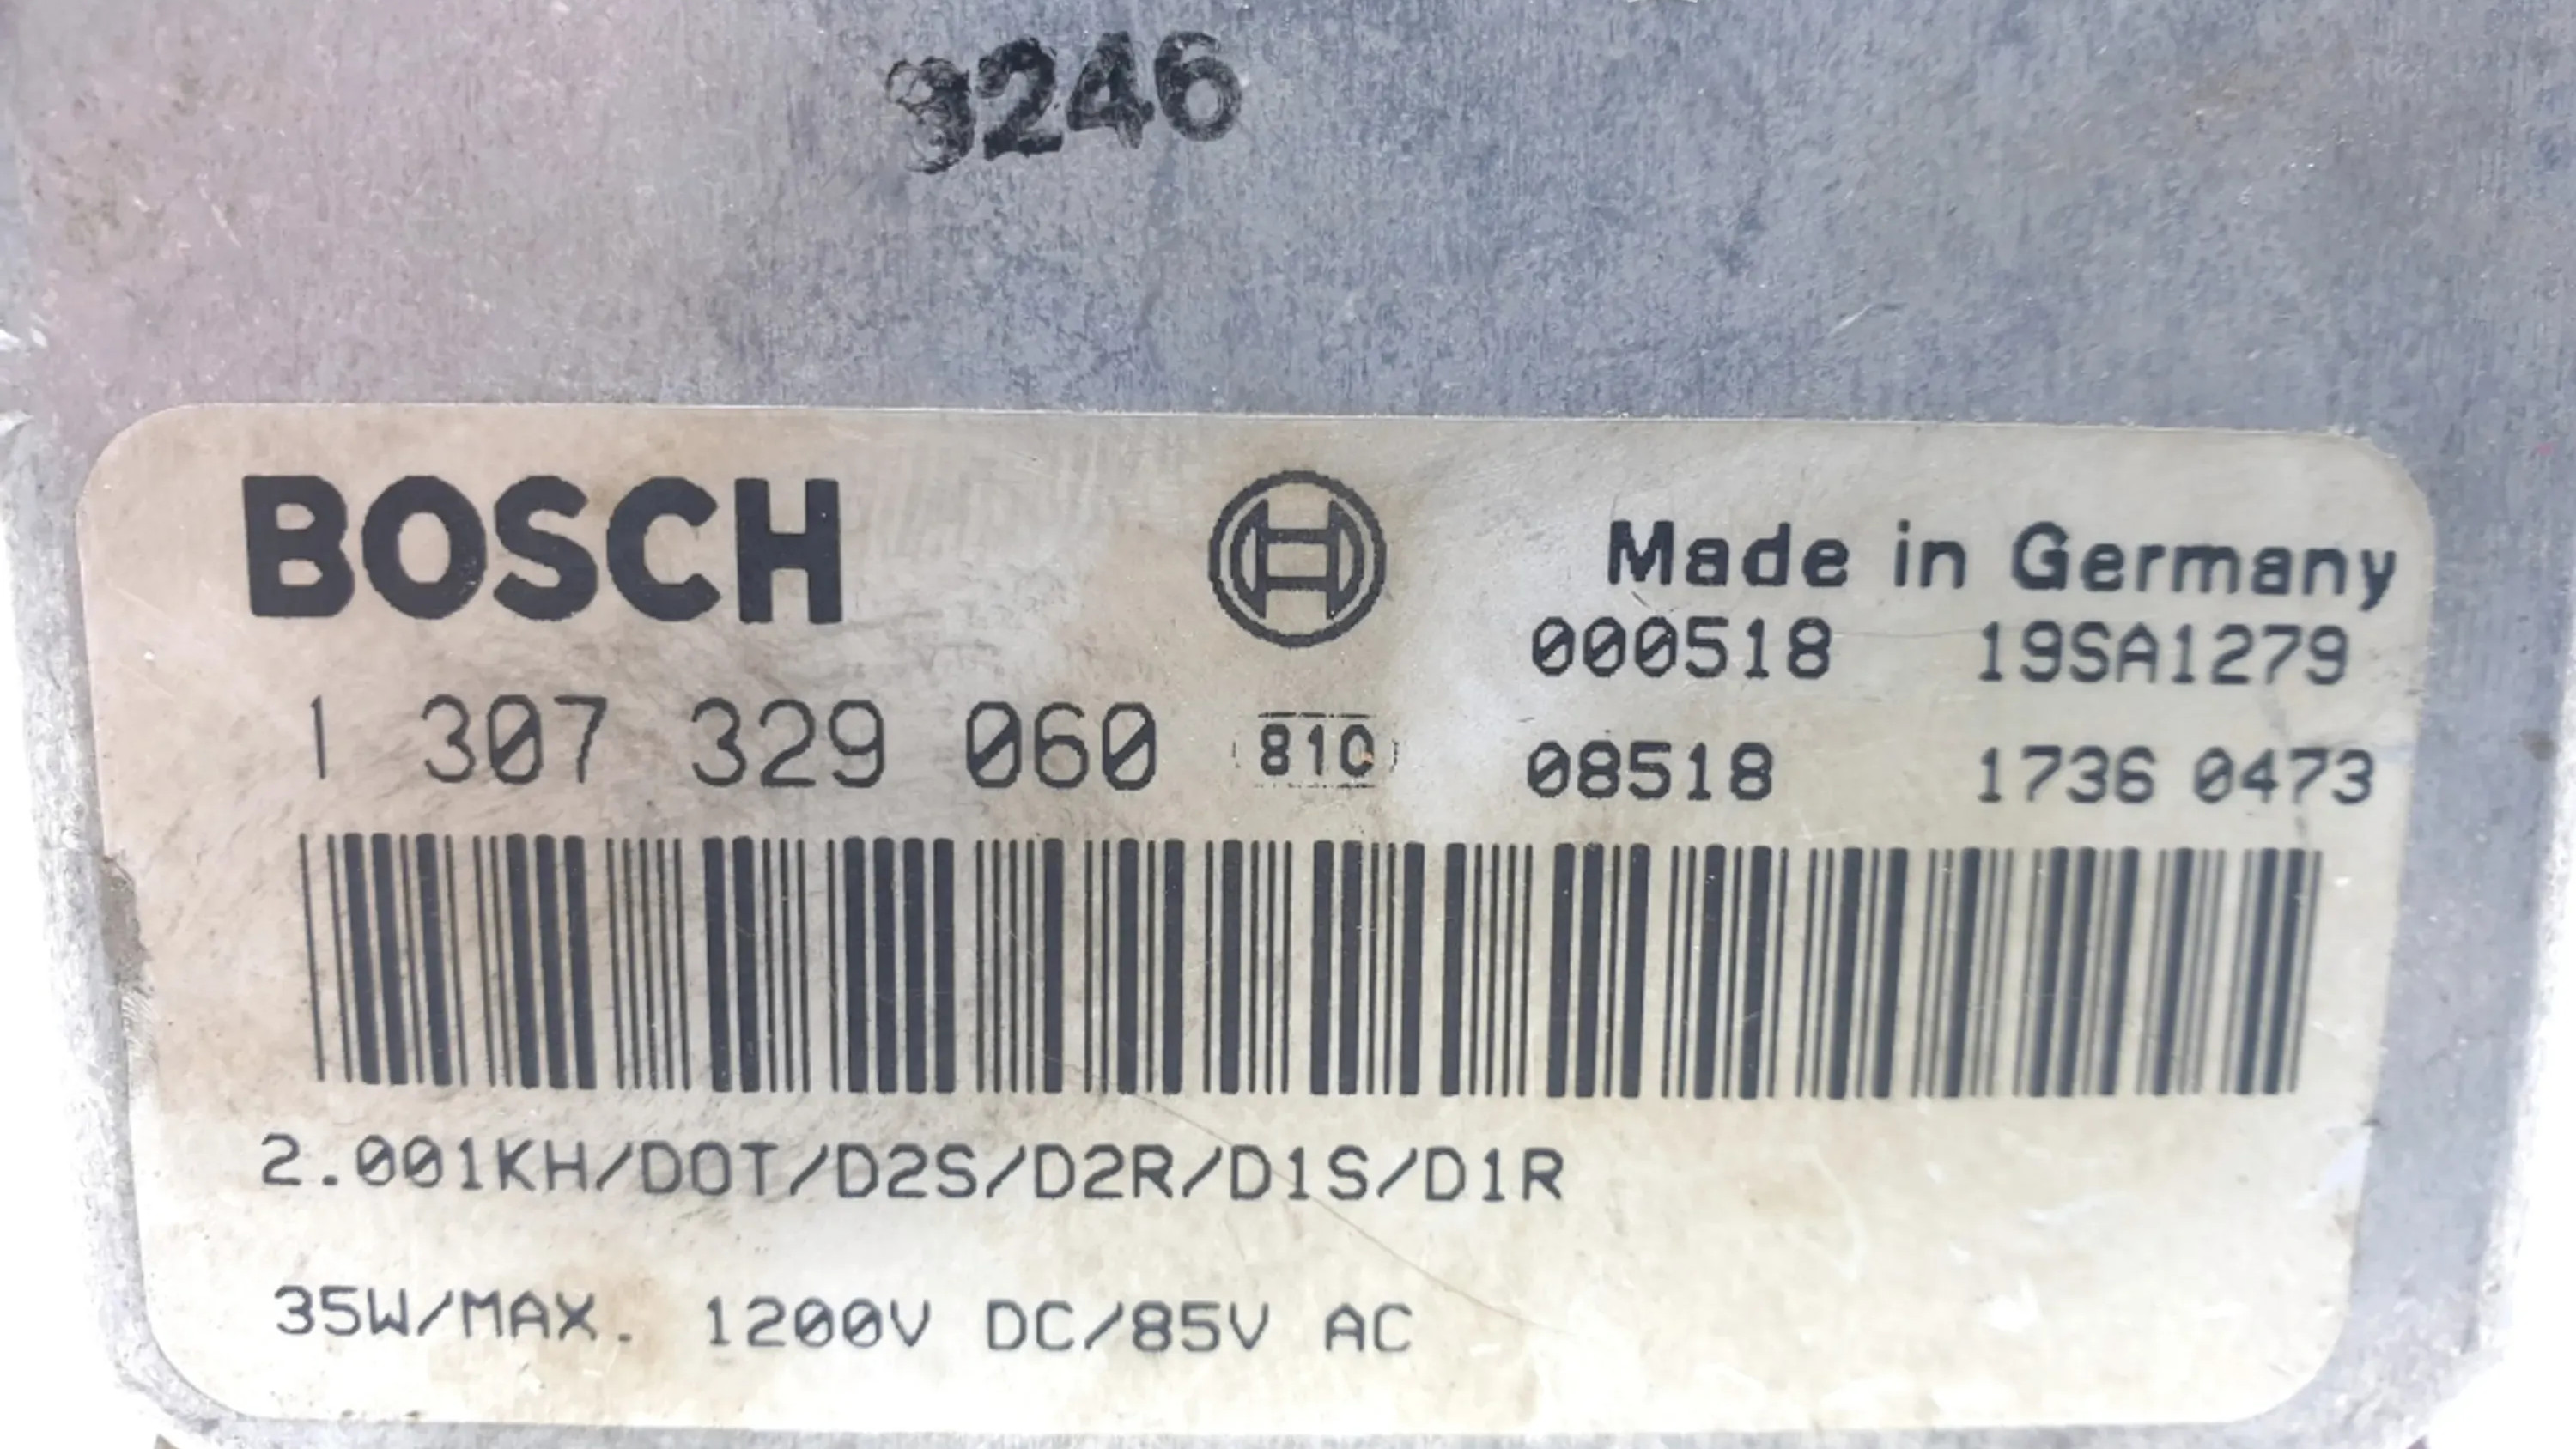 9246
BOSCH
Made in Germany
000518 19SA1279
1 307 329 060 810 08518 1736 0473
2.001KH/DOT/D2S/D2R/D1S/D1R
35W/MAX. 1200V DC/85V AC